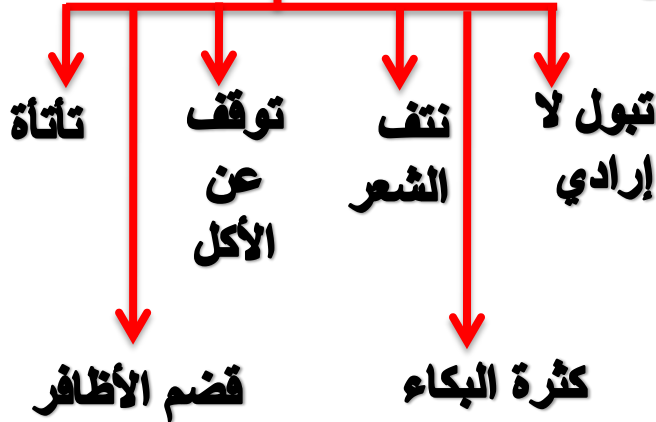 تبول لا
إرادي
نتف
الشعر
توقف
عن
الأكل
تأتأة
كثرة البكاء
قضم الأظافر